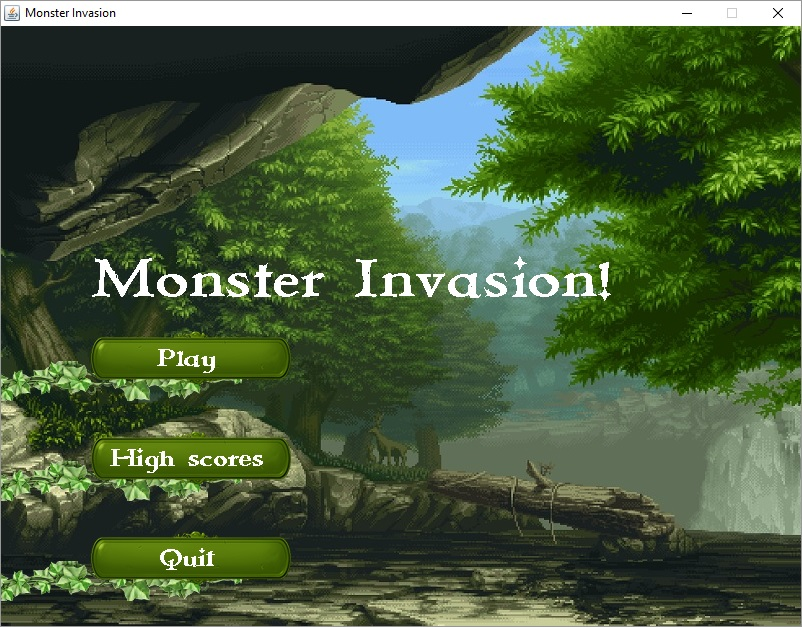 Monster Invasion
Monster Invasion!
Play
High scores
Quit